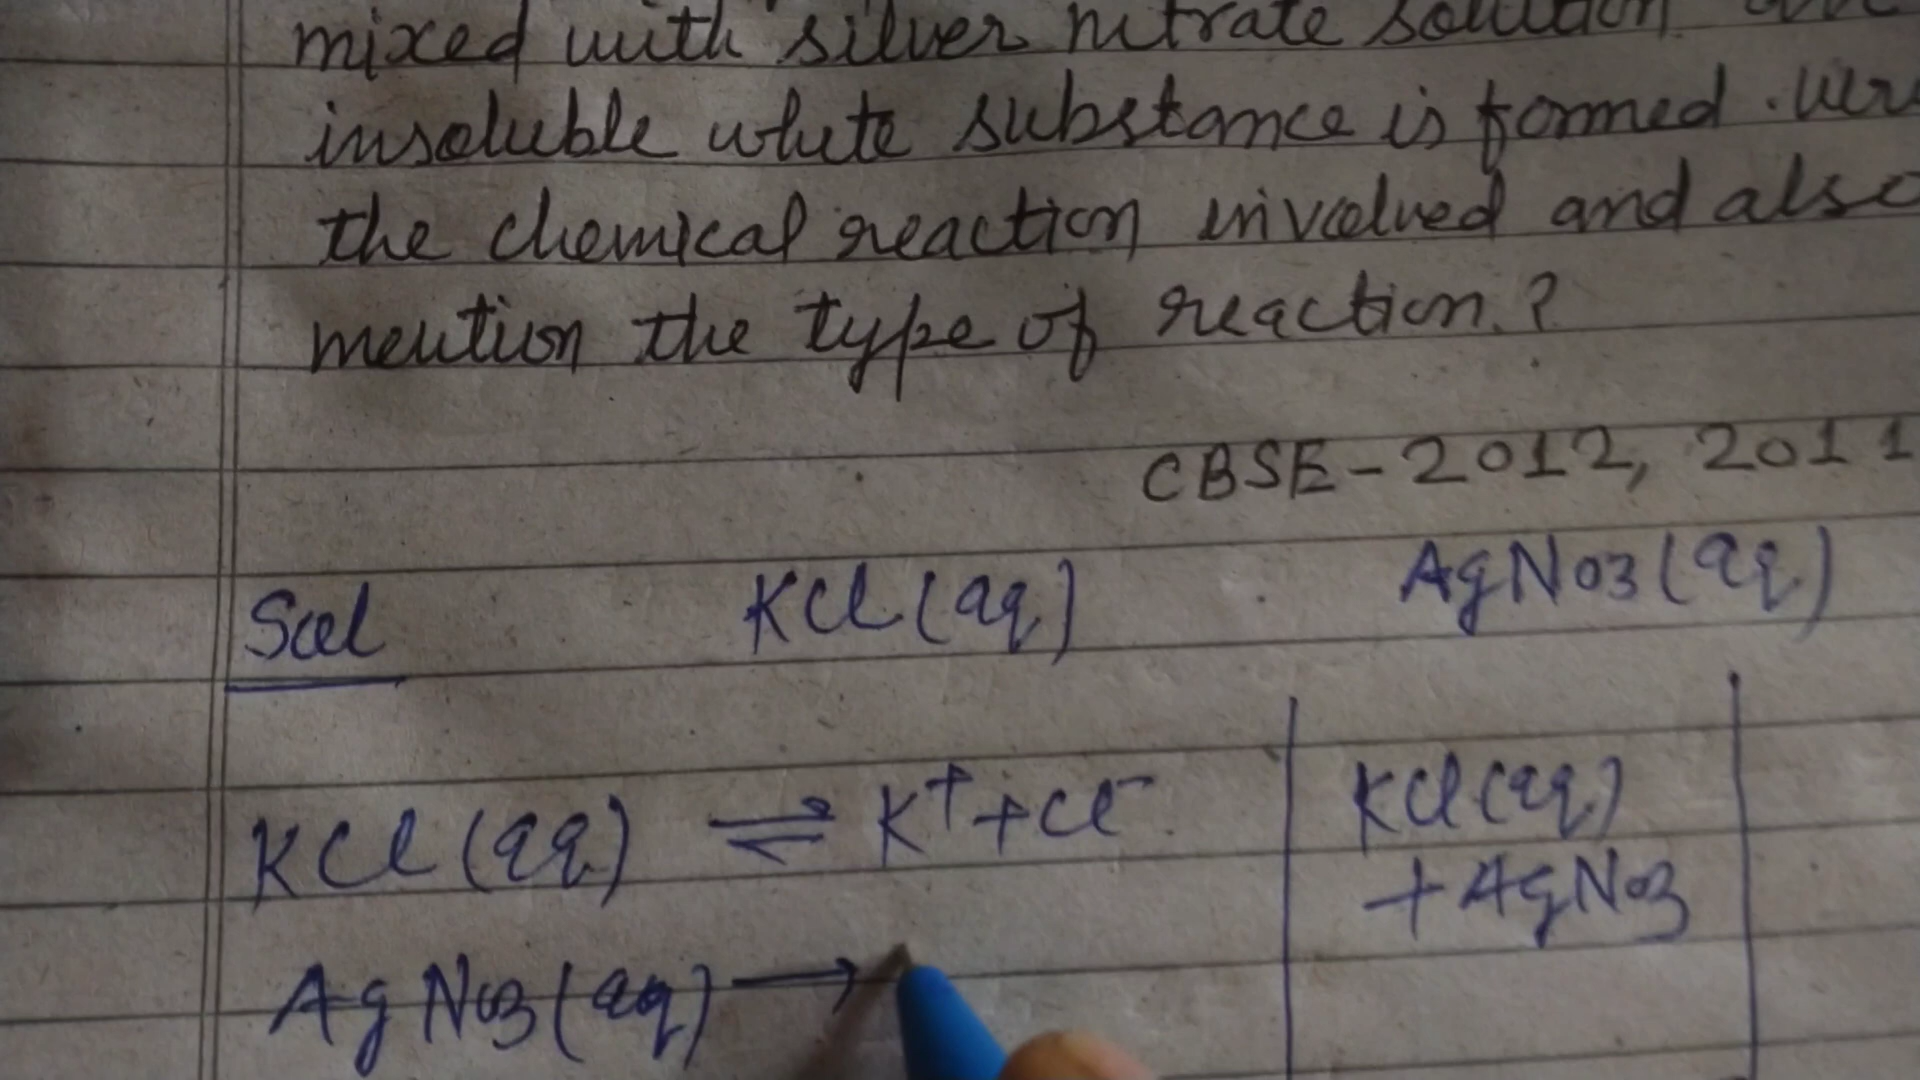 mixed with silver nitrate solution
insoluble white substance is formed.
the chemical reaction involved and also
mention the type of reaction.?
CBSE-2012, 2011
Sol KCl(aq) AgNO3(aq)
KCl(aq) ⇌ K⁺+Cl⁻
KCl(aq)
+AgNO3
AgNO3(aq) →